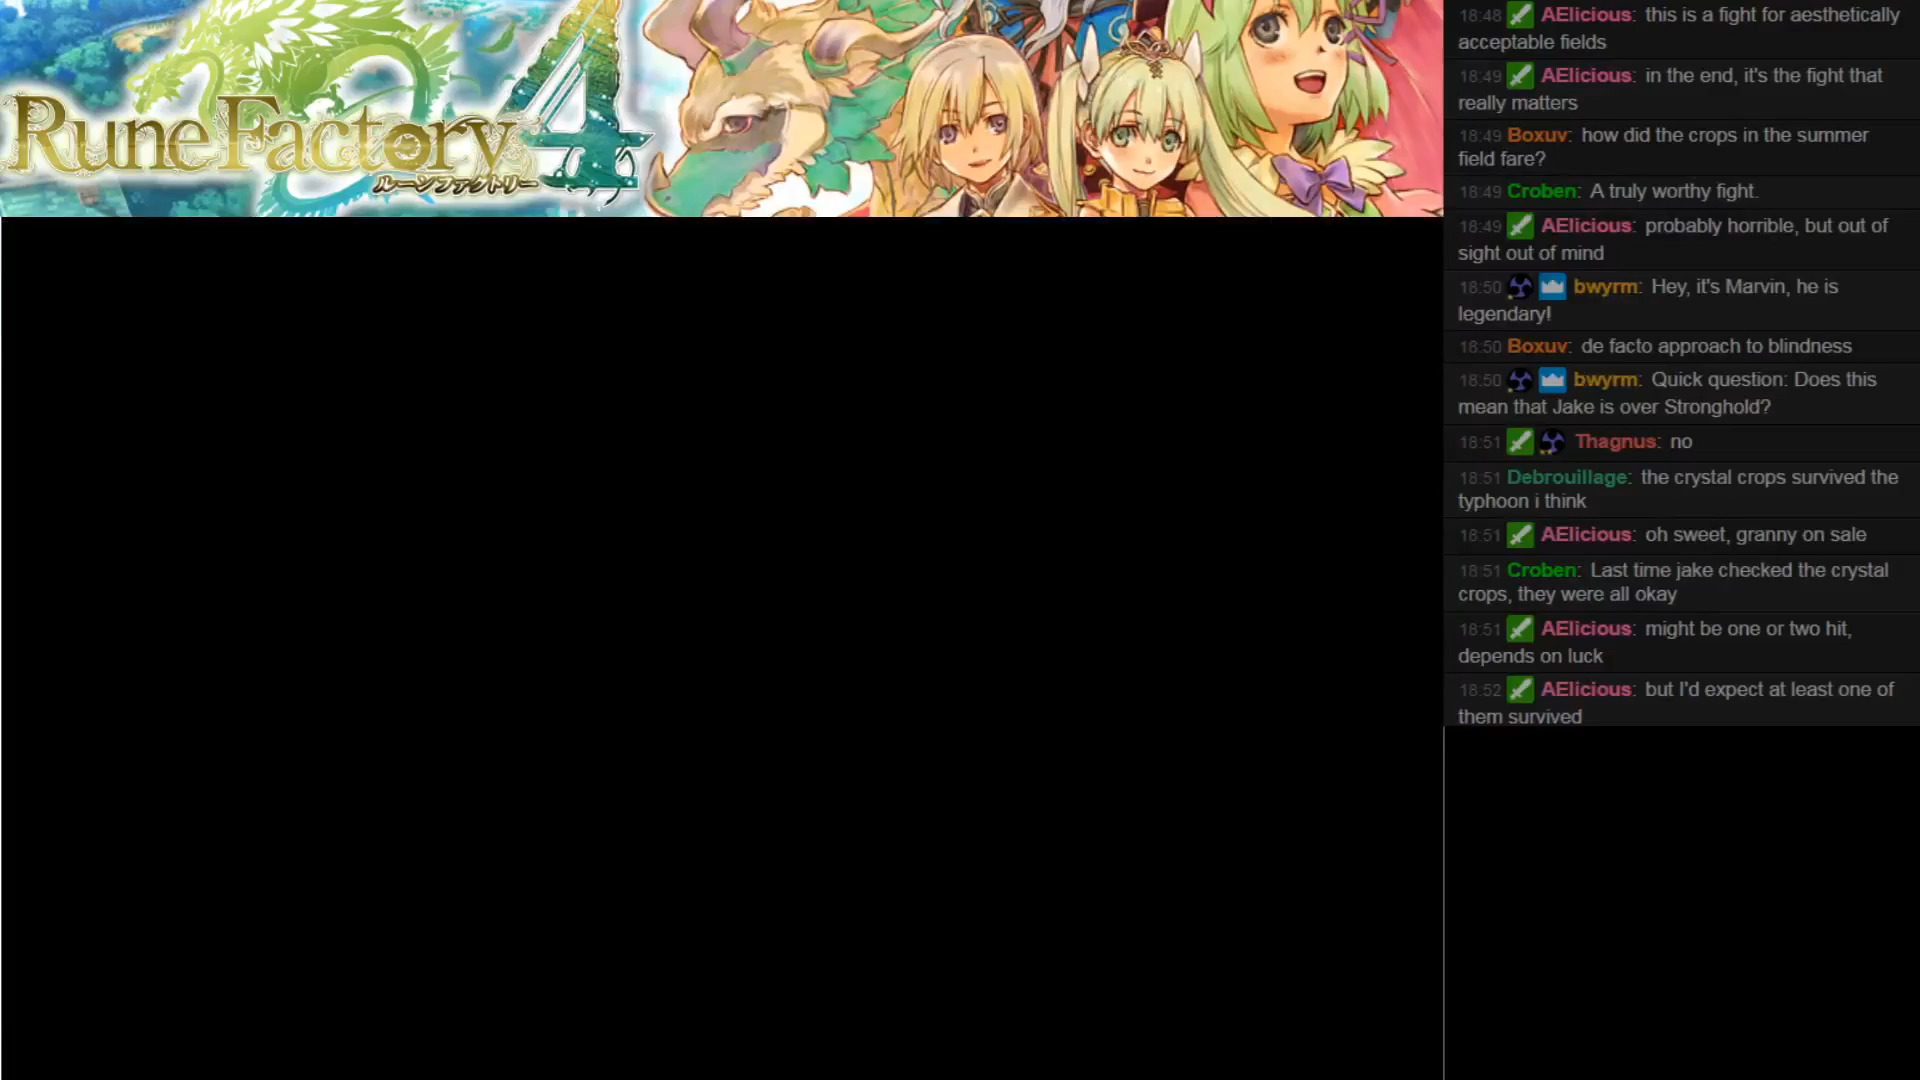 Rune Factory 4
ルーンファクトリー
18:48 AElicious: this is a fight for aesthetically
acceptable fields
18:49 AElicious: in the end, it's the fight that
really matters
18:49 Boxuv: how did the crops in the summer
field fare?
18:49 Croben: A truly worthy fight.
18:49 AElicious: probably horrible, but out of
sight out of mind
18:50 bwyrm: Hey, it's Marvin, he is
legendary!
18:50 Boxuv: de facto approach to blindness
18:50 bwyrm: Quick question: Does this
mean that Jake is over Stronghold?
18:51 Thagnus: no
18:51 Debrouillage: the crystal crops survived the
typhoon i think
18:51 AElicious: oh sweet, granny on sale
18:51 Croben: Last time jake checked the crystal
crops, they were all okay
18:51 AElicious: might be one or two hit,
depends on luck
18:52 AElicious: but I'd expect at least one of
them survived